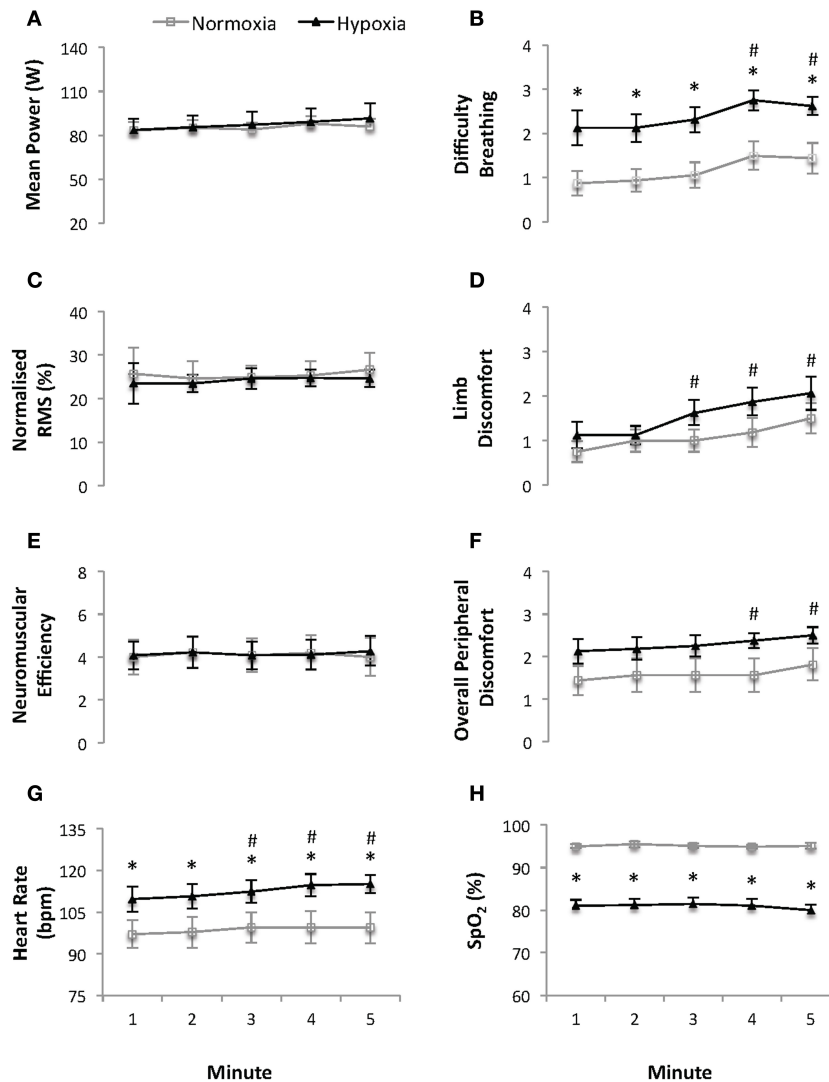 A
Normoxia Hypoxia
Mean Power (W)
140
110
80
50
20
B
Difficulty
Breathing
4
3
2
1
0
* * * # * # *
C
Normalised
RMS (%)
40
30
20
10
0
D
Limb
Discomfort
4
3
2
1
0
# # #
E
Neuromuscular
Efficiency
8
6
4
2
0
F
Overall Peripheral
Discomfort
4
3
2
1
0
# #
G
Heart Rate
(bpm)
135
120
105
90
75
* * # * # * # *
1 2 3 4 5
Minute
H
SpO2 (%)
100
90
80
70
60
* * * * *
1 2 3 4 5
Minute